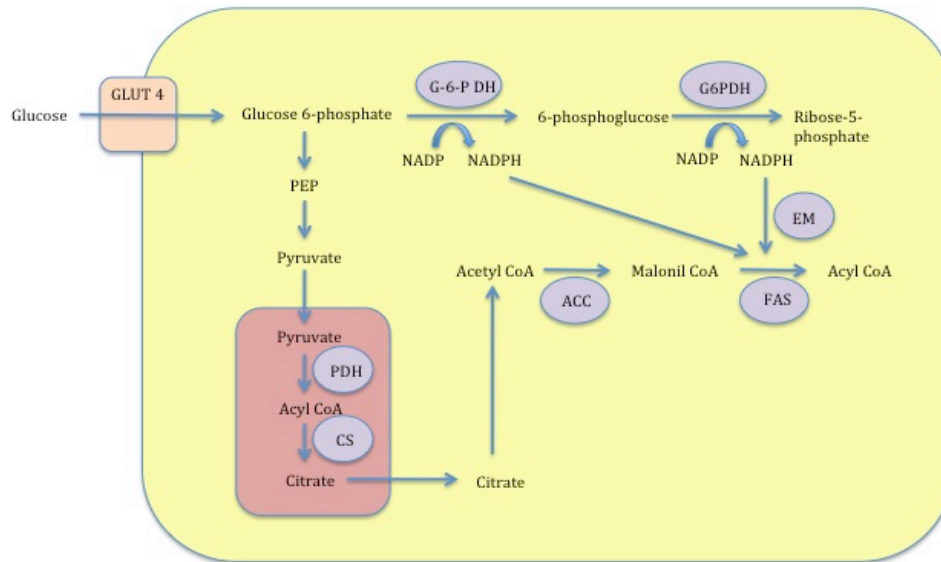 G-6-P DH
G6PDH
GLUT 4
Glucose
Glucose 6-phosphate
6-phosphoglucose
Ribose-5-
phosphate
NADP
NADPH
NADP
NADPH
PEP
EM
Pyruvate
Acetyl CoA
Malonil CoA
Acyl CoA
ACC
FAS
Pyruvate
PDH
Acyl CoA
CS
Citrate
Citrate